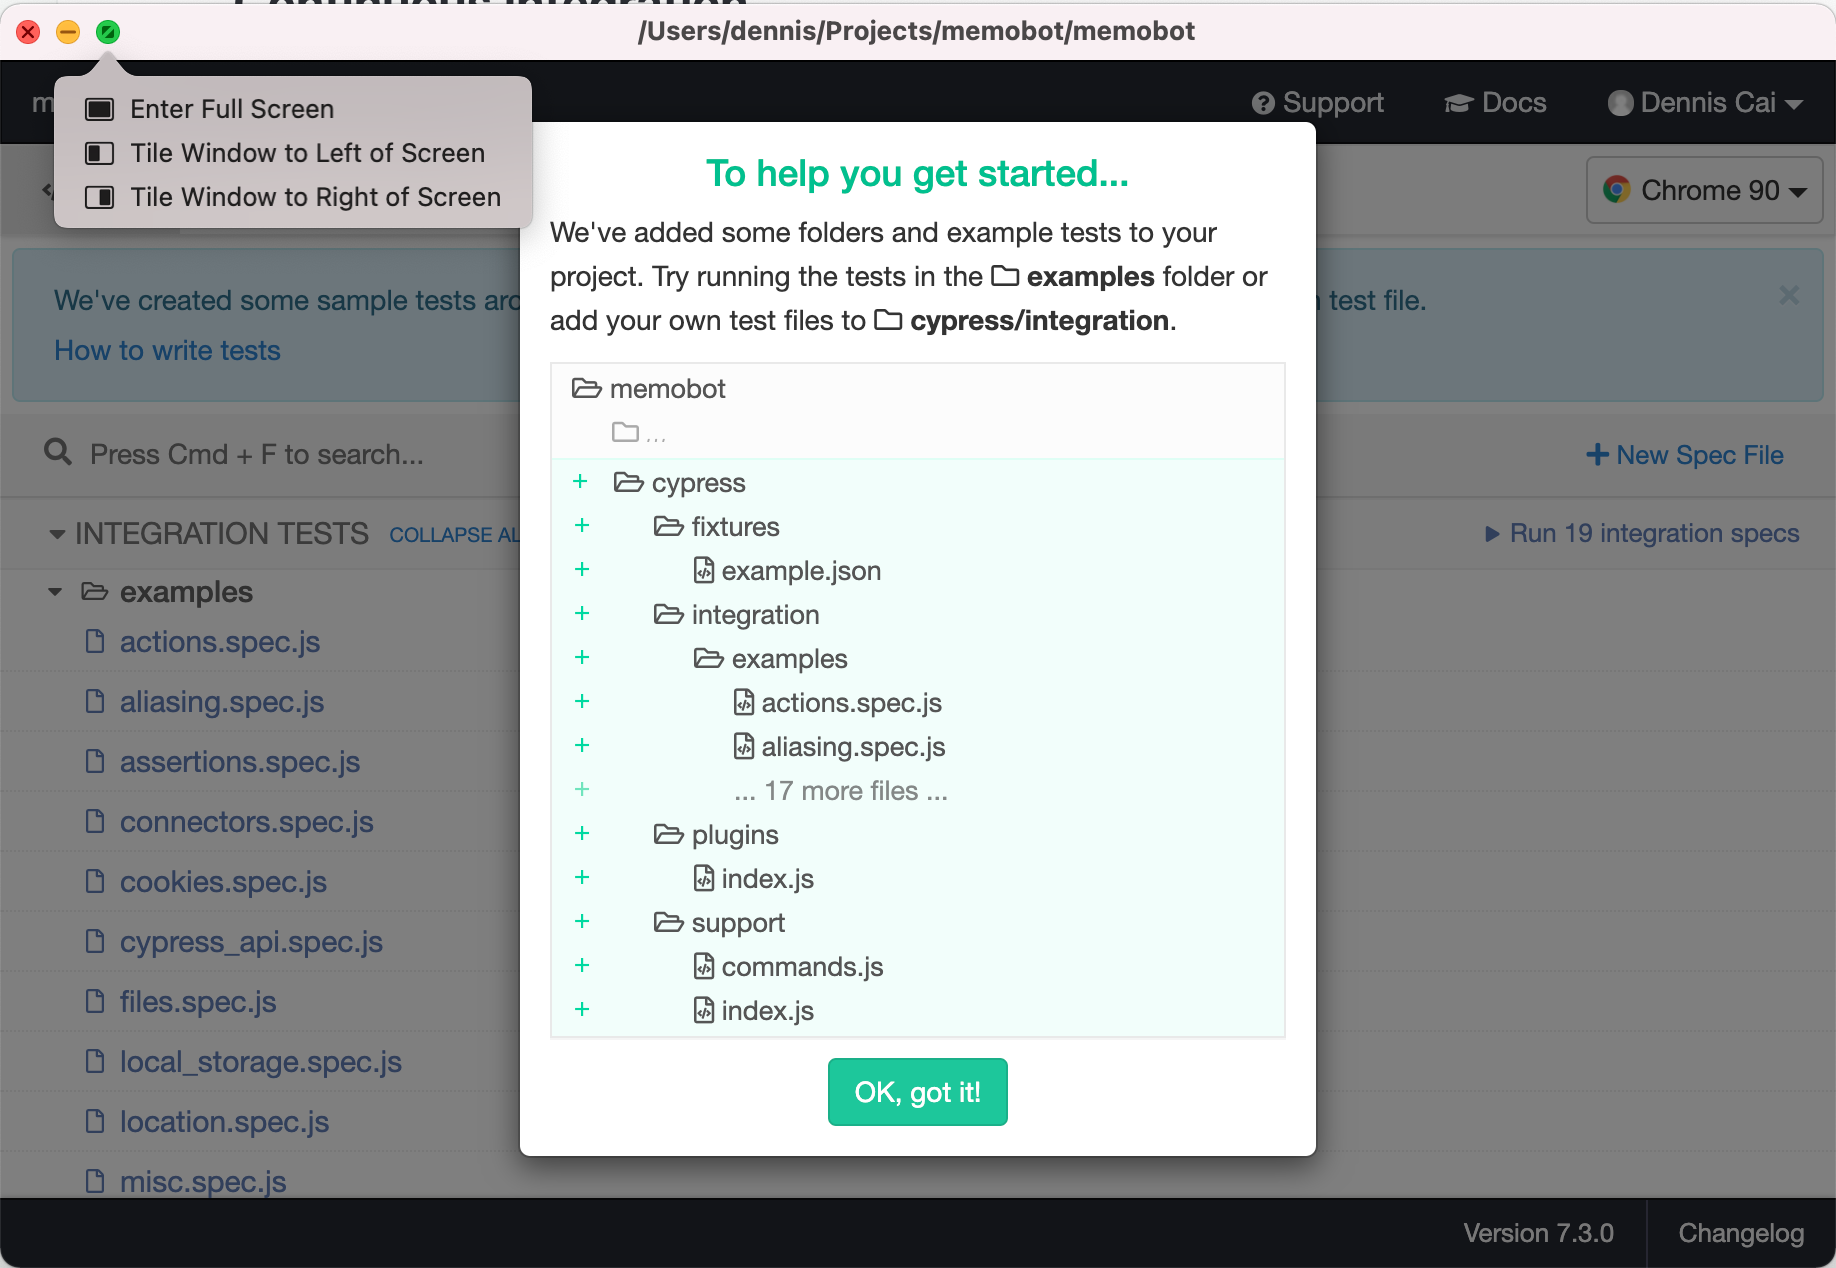 /Users/dennis/Projects/memobot/memobot
Enter Full Screen
Tile Window to Left of Screen
Tile Window to Right of Screen
Support
Docs
Dennis Cai
Chrome 90
We've created some sample tests
test file.
How to write tests
Press Cmd + F to search...
+ New Spec File
INTEGRATION TESTS
COLLAPSE
Run 19 integration specs
examples
actions.spec.js
aliasing.spec.js
assertions.spec.js
connectors.spec.js
cookies.spec.js
cypress_api.spec.js
files.spec.js
local_storage.spec.js
location.spec.js
misc.spec.js
To help you get started...
We've added some folders and example tests to your
project. Try running the tests in the examples folder or
add your own test files to cypress/integration.
memobot
...
+ cypress
+ fixtures
+ example.json
+ integration
+ examples
+ actions.spec.js
+ aliasing.spec.js
+ ... 17 more files ...
+ plugins
+ index.js
+ support
+ commands.js
+ index.js
OK, got it!
Version 7.3.0
Changelog